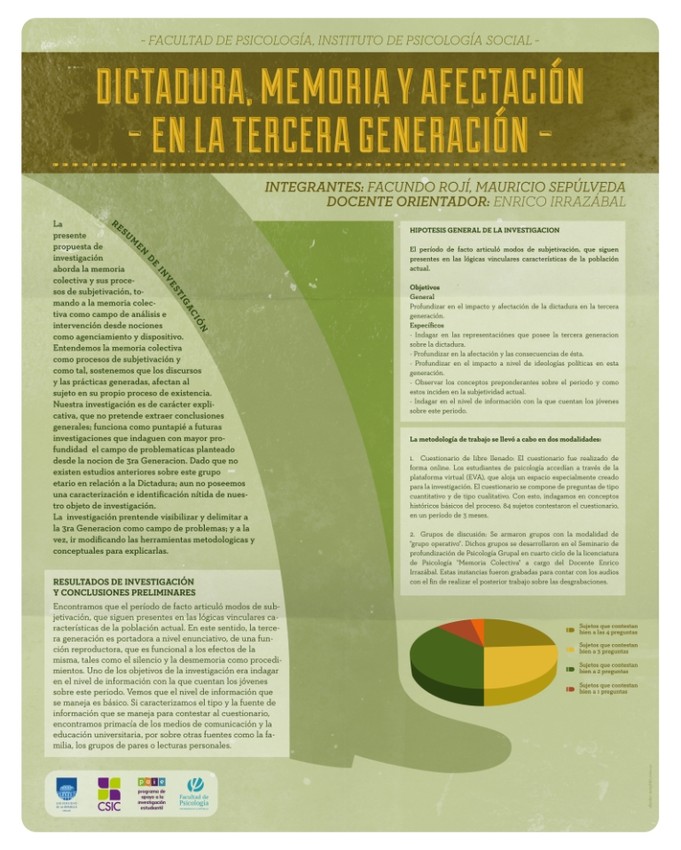 - FACULTAD DE PSICOLOGÍA, INSTITUTO DE PSICOLOGÍA SOCIAL -
DICTADURA, MEMORIA Y AFECTACIÓN
- EN LA TERCERA GENERACIÓN -
INTEGRANTES: FACUNDO ROJÍ, MAURICIO SEPÚLVEDA
DOCENTE ORIENTADOR: ENRICO IRRAZÁBAL
RESUMEN DE INVESTIGACIÓN
La
presente
propuesta de
investigación
aborda la memoria
colectiva y sus proce-
sos de subjetivación, to-
mando a la memoria colec-
tiva como campo de análisis e
intervención desde nociones
como agenciamiento y dispositivo.
Entendemos la memoria colectiva
como procesos de subjetivación y
como tal, sostenemos que los discursos
y las prácticas generadas, afectan al
sujeto en su propio proceso de existencia.
Nuestra investigación es de carácter expli-
cativa, que no pretende extraer conclusiones
generales; funciona como puntapié a futuras
investigaciones que indaguen con mayor pro-
fundidad el campo de problematicas planteado
desde la nocion de 3ra Generacion. Dado que no
existen estudios anteriores sobre este grupo
etario en relación a la Dictadura; aun no poseemos
una caracterización e identificación nítida de nues-
tro objeto de investigación.
La investigación prentende visibilizar y delimitar a
la 3ra Generacion como campo de problemas; y a la
vez, ir modificando las herramientas metodologicas y
conceptuales para explicarlas.
RESULTADOS DE INVESTIGACIÓN
Y CONCLUSIONES PRELIMINARES
Encontramos que el período de facto articuló modos de sub-
jetivación, que siguen presentes en las lógicas vinculares ca-
racterísticas de la población actual. En este sentido, la terce-
ra generación es portadora a nivel enunciativo, de una fun-
ción reproductora, que es funcional a los efectos de la
misma, tales como el silencio y la desmemoria como procedi-
mientos. Uno de los objetivos de la investigación era indagar
en el nivel de información con la que cuentan los jóvenes
sobre este periodo. Vemos que el nivel de información que
se maneja es básico. Si caracterizamos el tipo y la fuente de
información que se maneja para contestar al cuestionario,
encontramos primacía de los medios de comunicación y la
educación universitaria, por sobre otras fuentes como la fa-
milia, los grupos de pares o lecturas personales.
HIPOTESIS GENERAL DE LA INVESTIGACION
El período de facto articuló modos de subjetivación, que siguen
presentes en las lógicas vinculares características de la población
actual.
Objetivos
General
Profundizar en el impacto y afectación de la dictadura en la tercera
generación.
Específicos
- Indagar en las representaciónes que posee la tercera generacion
sobre la dictadura.
- Profundizar en la afectación y las consecuencias de ésta.
- Profundizar en el impacto a nivel de ideologías políticas en esta
generación.
- Observar los conceptos preponderantes sobre el periodo y como
estos inciden en la subjetividad actual.
- Indagar en el nivel de información con la que cuentan los jóvenes
sobre este periodo.
La metodología de trabajo se llevó a cabo en dos modalidades:
1. Cuestionario de libre llenado: El cuestionario fue realizado de
forma online. Los estudiantes de psicología accedían a través de la
plataforma virtual (EVA), que aloja un espacio especialmente creado
para la investigación. El cuestionario se compone de preguntas de tipo
cuantitativo y de tipo cualitativo. Con esto, indagamos en conceptos
históricos básicos del proceso. 84 sujetos contestaron el cuestionario,
en un período de 3 meses.
2. Grupos de discusión: Se armaron grupos con la modalidad de
"grupo operativo". Dichos grupos se desarrollaron en el Seminario de
profundización de Psicología Grupal en cuarto ciclo de la licenciatura
de Psicología "Memoria Colectiva" a cargo del Docente Enrico
Irrazábal. Estas instancias fueron grabadas para contar con los audios
con el fin de realizar el posterior trabajo sobre las desgrabaciones.
Sujetos que contestan
bien a las 4 preguntas
Sujetos que contestan
bien a 3 preguntas
Sujetos que contestan
bien a 2 preguntas
Sujetos que contestan
bien a 1 preguntas
CSIC
paie
programa de
apoyo a la
investigación
estudiantil
Facultad de
Psicología